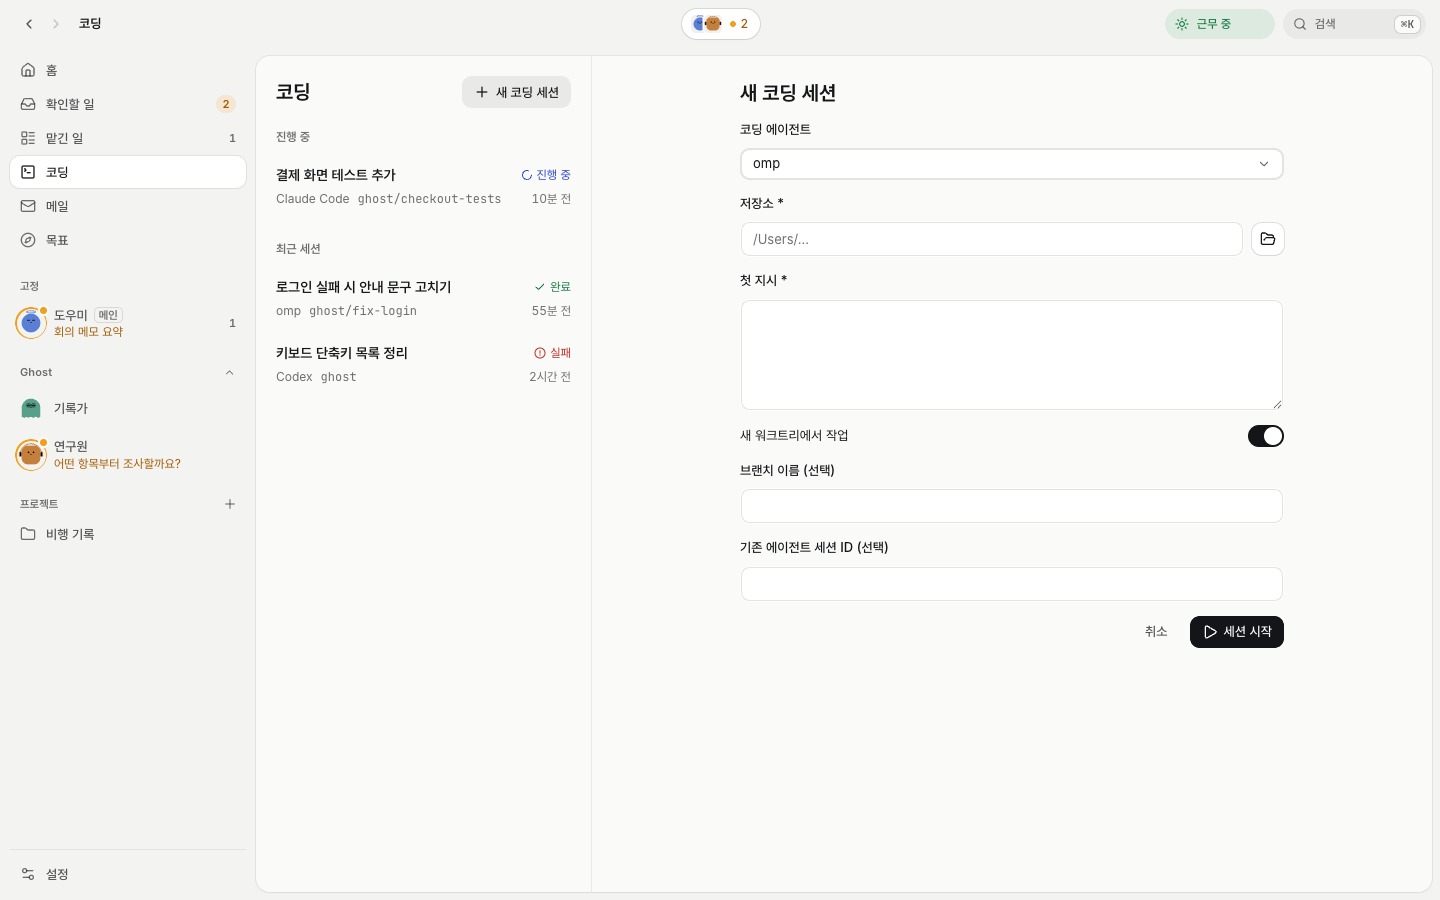 코딩
2
근무 중
검색
⌘K
홈
확인할 일
2
맡긴 일
1
코딩
메일
목표
고정
도우미
메인
회의 메모 요약
1
Ghost
기록가
연구원
어떤 항목부터 조사할까요?
프로젝트
비행 기록
설정
코딩
새 코딩 세션
진행 중
결제 화면 테스트 추가
진행 중
Claude Code ghost/checkout-tests
10분 전
최근 세션
로그인 실패 시 안내 문구 고치기
완료
omp ghost/fix-login
55분 전
키보드 단축키 목록 정리
실패
Codex ghost
2시간 전
새 코딩 세션
코딩 에이전트
omp
저장소 *
/Users/...
첫 지시 *
새 워크트리에서 작업
브랜치 이름 (선택)
기존 에이전트 세션 ID (선택)
취소
세션 시작